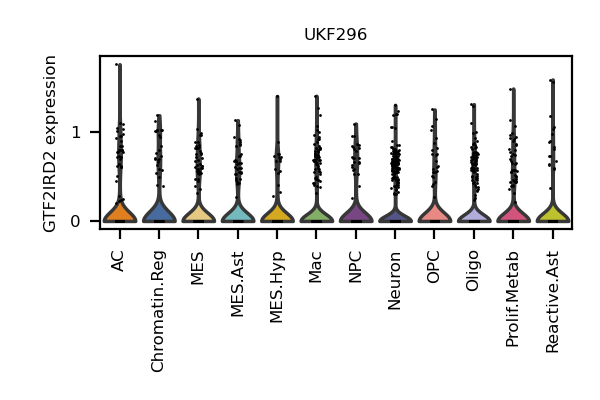 UKF296
GTF2IRD2 expression
1
0
AC
Chromatin.Reg
MES
MES.Ast
MES.Hyp
Mac
NPC
Neuron
OPC
Oligo
Prolif.Metab
Reactive.Ast